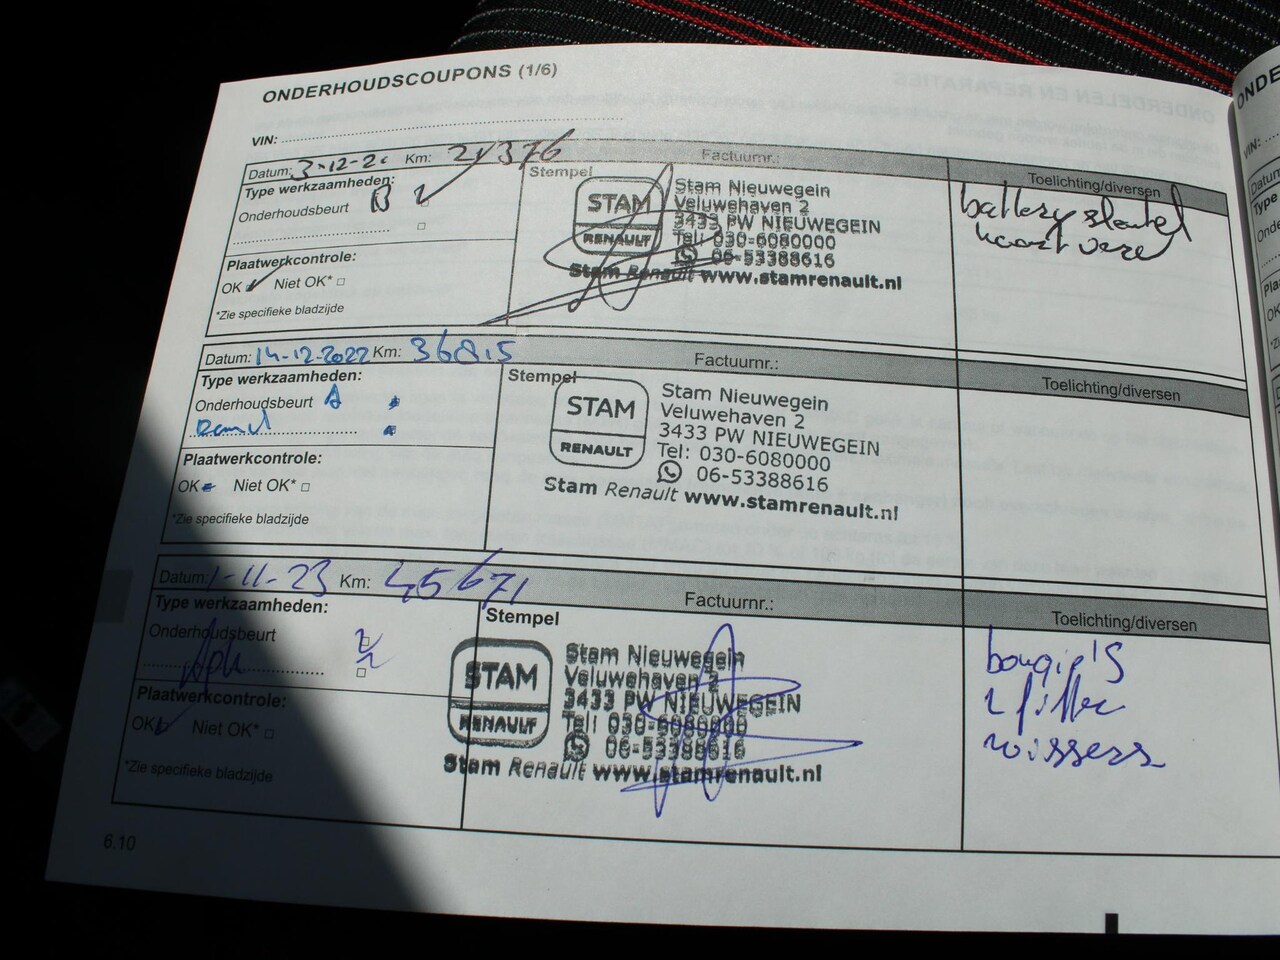 ONDERHOUDSCOUPONS (1/6)
VIN:
Datum: 3-12-2 Km: 21376 Factuurnr.: Toelichting/diversen
Type werkzaamheden:
Onderhoudsbeurt B
Plaatwerkcontrole:
OK Niet OK*
*Zie specifieke bladzijde
Stempel
STAM
RENAULT
Stam Nieuwegein
Veluwehaven 2
3433 PW NIEUWEGEIN
Tel: 030-6080000
06-53388616
Stam Renault www.stamrenault.nl
battery sleutel
kaart vere
Datum: 14-12-2022 Km: 36815 Factuurnr.: Toelichting/diversen
Type werkzaamheden:
Onderhoudsbeurt A
Plaatwerkcontrole:
OK Niet OK*
*Zie specifieke bladzijde
Stempel
STAM
RENAULT
Stam Nieuwegein
Veluwehaven 2
3433 PW NIEUWEGEIN
Tel: 030-6080000
06-53388616
Stam Renault www.stamrenault.nl
Datum: 1-11-23 Km: 45671 Factuurnr.: Toelichting/diversen
Type werkzaamheden:
Onderhoudsbeurt
Plaatwerkcontrole:
OK Niet OK*
*Zie specifieke bladzijde
Stempel
STAM
RENAULT
Stam Nieuwegein
Veluwehaven 2
3433 PW NIEUWEGEIN
Tel: 030-6080000
06-53388616
Stam Renault www.stamrenault.nl
bougie's
filter
wissers
6.10